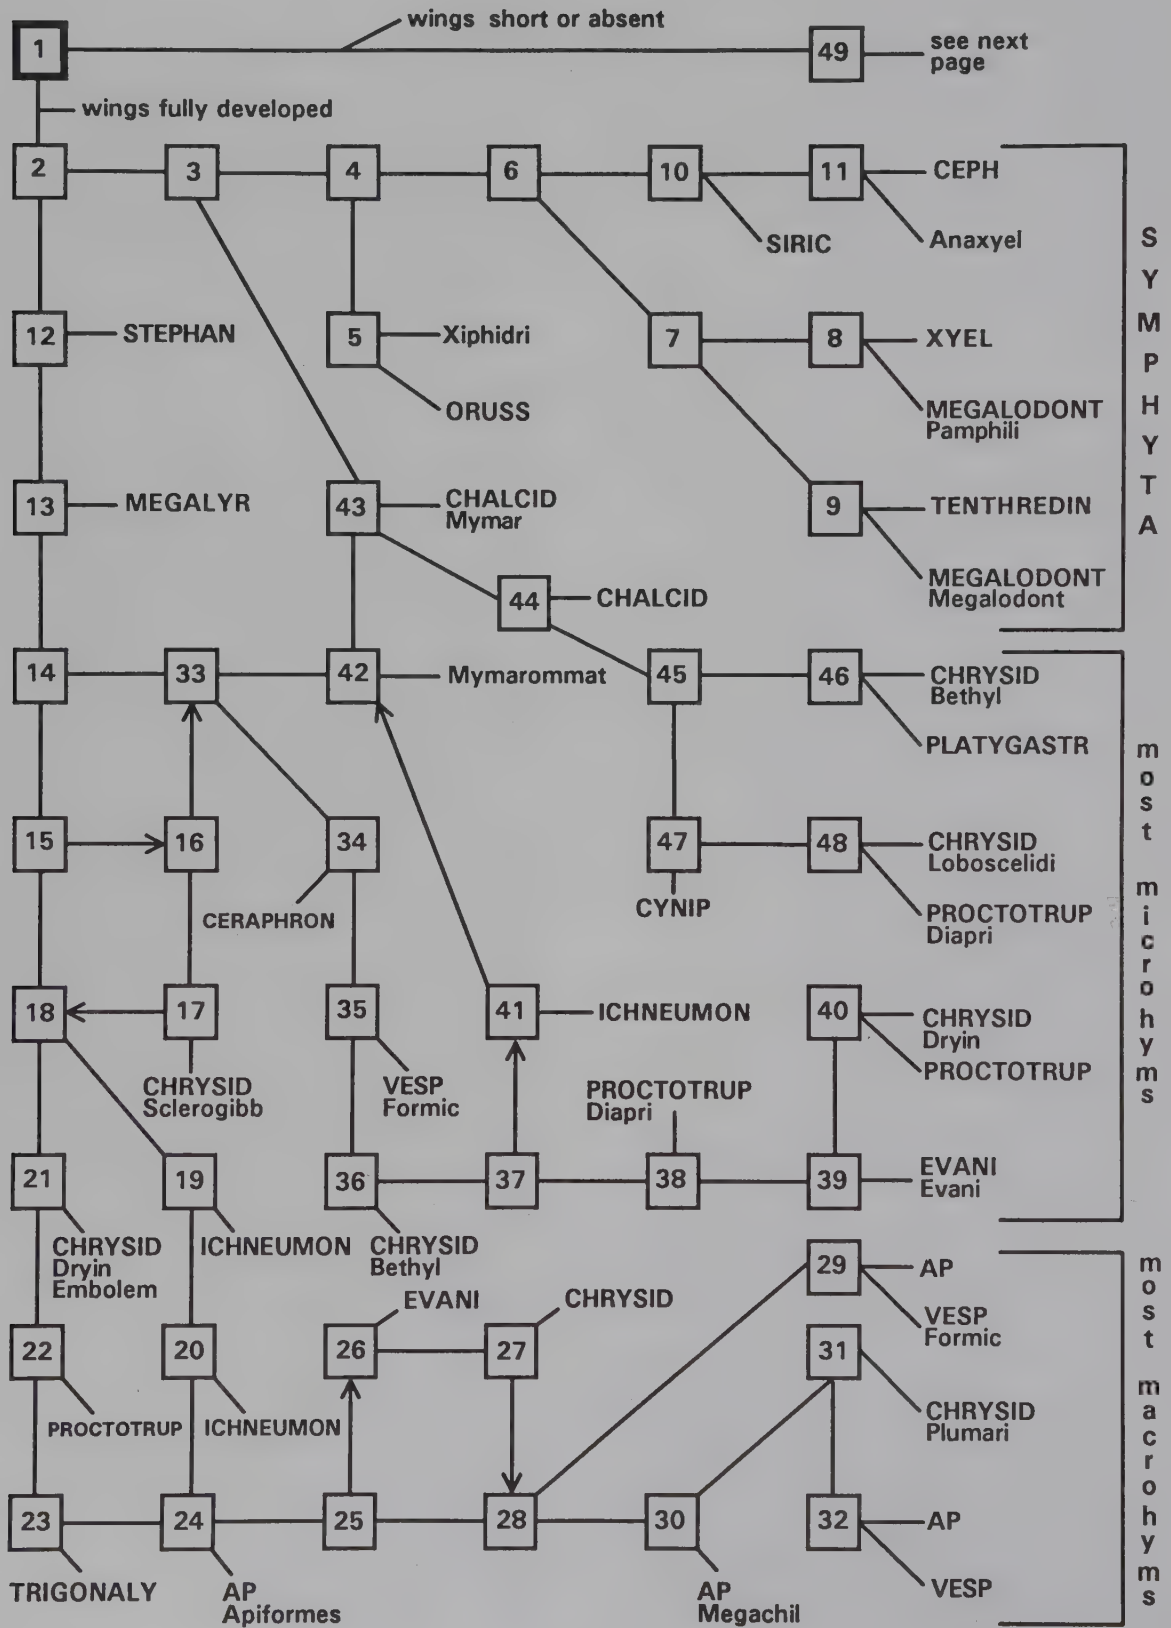 wings short or absent
1
49
see next
page
wings fully developed
2
3
4
6
10
11
CEPH
SIRIC
Anaxyel
12
STEPHAN
5
Xiphidri
7
8
XYEL
ORUSS
MEGALODONT
Pamphili
13
MEGALYR
43
CHALCID
Mymar
9
TENTHREDIN
44
CHALCID
MEGALODONT
Megalodont
SYMPHYTA
14
33
42
Mymarommat
45
46
CHRYSID
Bethyl
PLATYGASTR
15
16
34
47
48
CHRYSID
Loboscelidi
CERAPHRON
CYNIP
PROCTOTRUP
Diapri
18
17
35
41
ICHNEUMON
40
CHRYSID
Dryin
PROCTOTRUP
CHRYSID
Sclerogibb
VESP
Formic
PROCTOTRUP
Diapri
21
19
36
37
38
39
EVANI
Evani
most microhyms
CHRYSID
Dryin
Embolem
ICHNEUMON
CHRYSID
Bethyl
EVANI
CHRYSID
29
AP
VESP
Formic
22
20
26
27
31
PROCTOTRUP
ICHNEUMON
CHRYSID
Plumari
23
24
25
28
30
32
AP
VESP
TRIGONALY
AP
Apiformes
AP
Megachil
most macrohyms